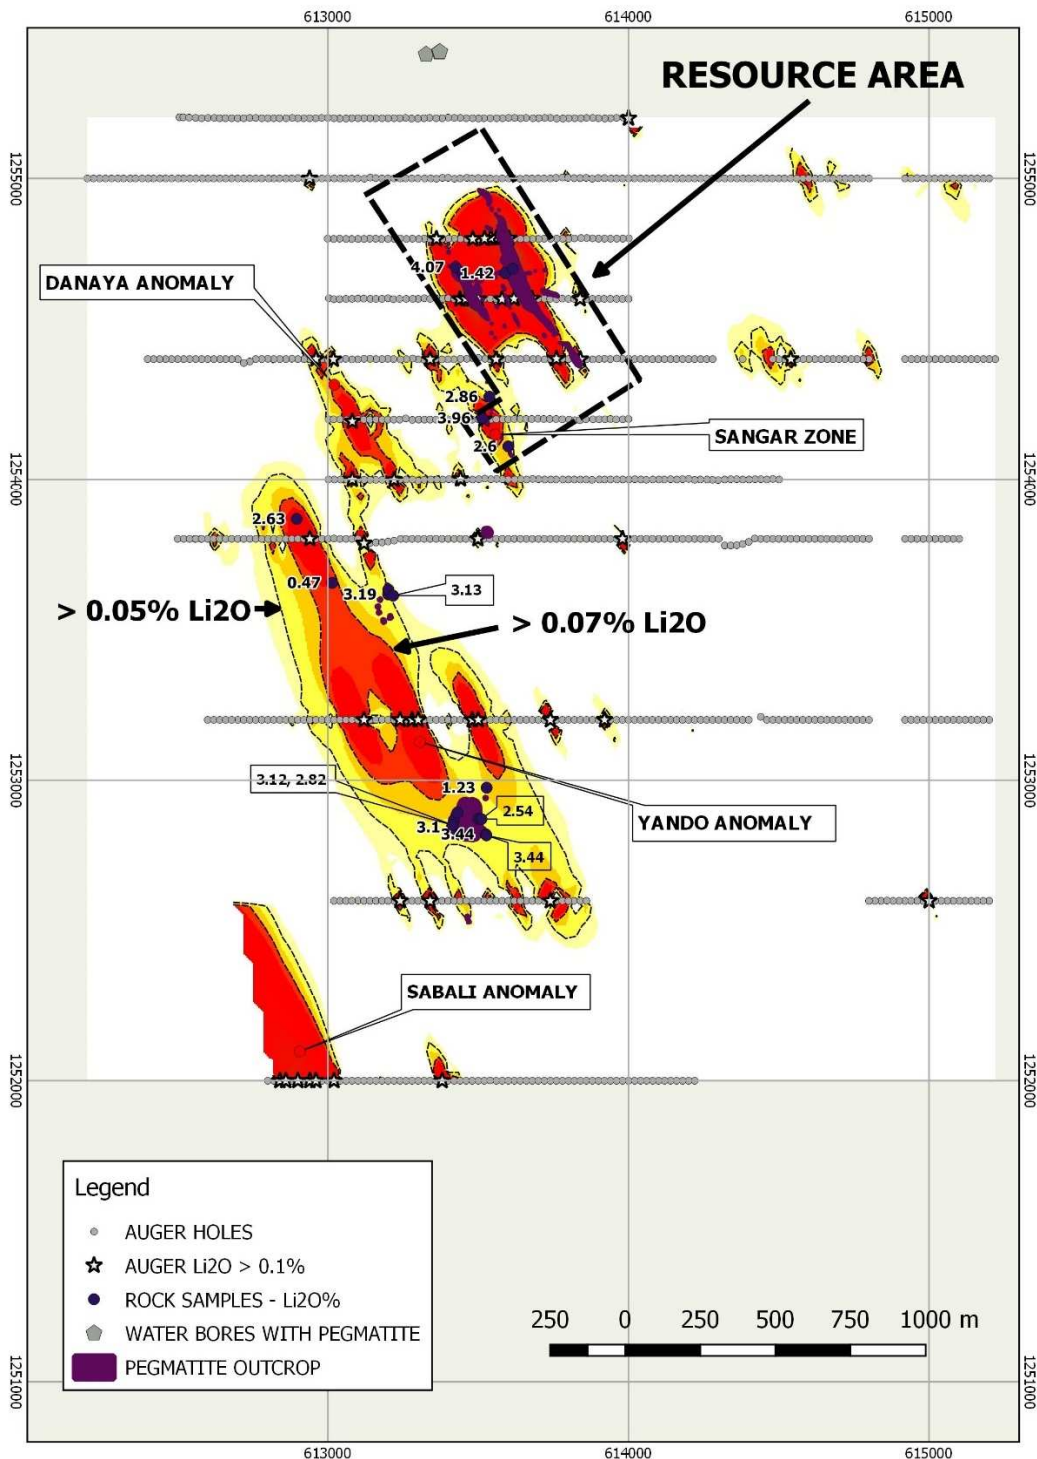 613000
614000
615000
RESOURCE AREA
1255000
1255000
4.07
1.42
DANAYA ANOMALY
2.86
3.96
2.6
SANGAR ZONE
1254000
1254000
2.63
0.47
3.19
3.13
> 0.05% Li2O
> 0.07% Li2O
1253000
1253000
3.12, 2.82
1.23
2.54
3.1
3.44
3.44
YANDO ANOMALY
SABALI ANOMALY
1252000
1252000
Legend
AUGER HOLES
AUGER Li2O > 0.1%
ROCK SAMPLES - Li2O%
WATER BORES WITH PEGMATITE
PEGMATITE OUTCROP
250 0 250 500 750 1000 m
1251000
1251000
613000
614000
615000